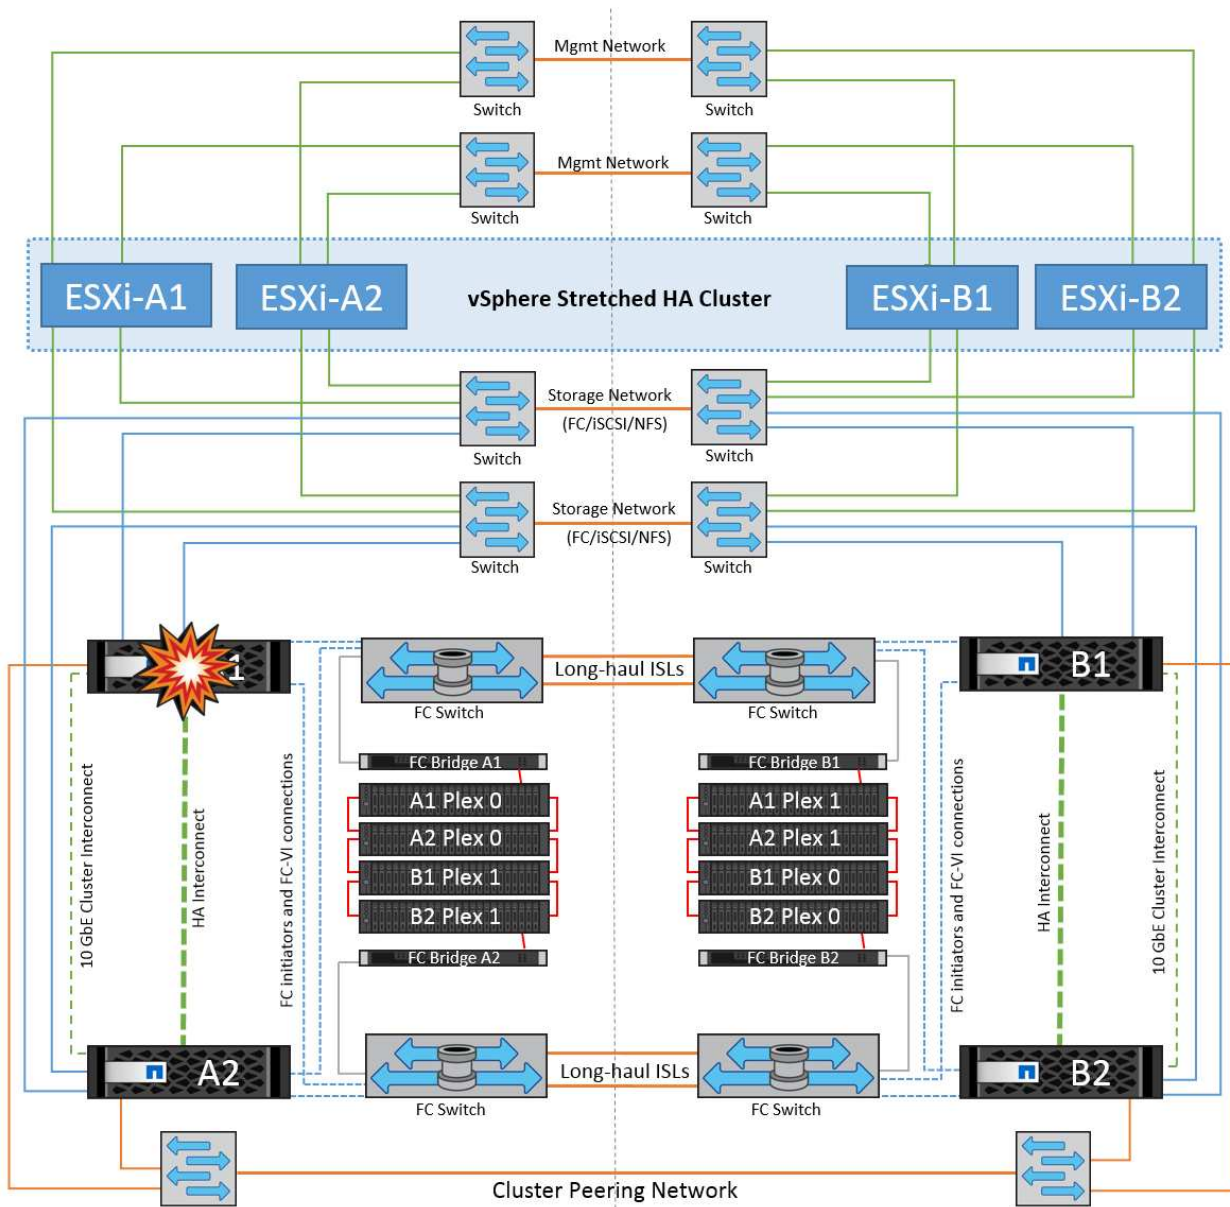 Mgmt Network
Switch
Switch
Mgmt Network
Switch
Switch
ESXi-A1
ESXi-A2
vSphere Stretched HA Cluster
ESXi-B1
ESXi-B2
Storage Network
(FC/iSCSI/NFS)
Switch
Switch
Storage Network
(FC/iSCSI/NFS)
Switch
Switch
1
Long-haul ISLs
B1
FC Switch
FC Switch
FC Bridge A1
FC Bridge B1
A1 Plex 0
A1 Plex 1
A2 Plex 0
A2 Plex 1
B1 Plex 1
B1 Plex 0
B2 Plex 1
B2 Plex 0
FC Bridge A2
FC Bridge B2
10 GbE Cluster Interconnect
HA Interconnect
FC initiators and FC-VI connections
FC initiators and FC-VI connections
HA Interconnect
10 GbE Cluster Interconnect
A2
Long-haul ISLs
B2
FC Switch
FC Switch
Cluster Peering Network